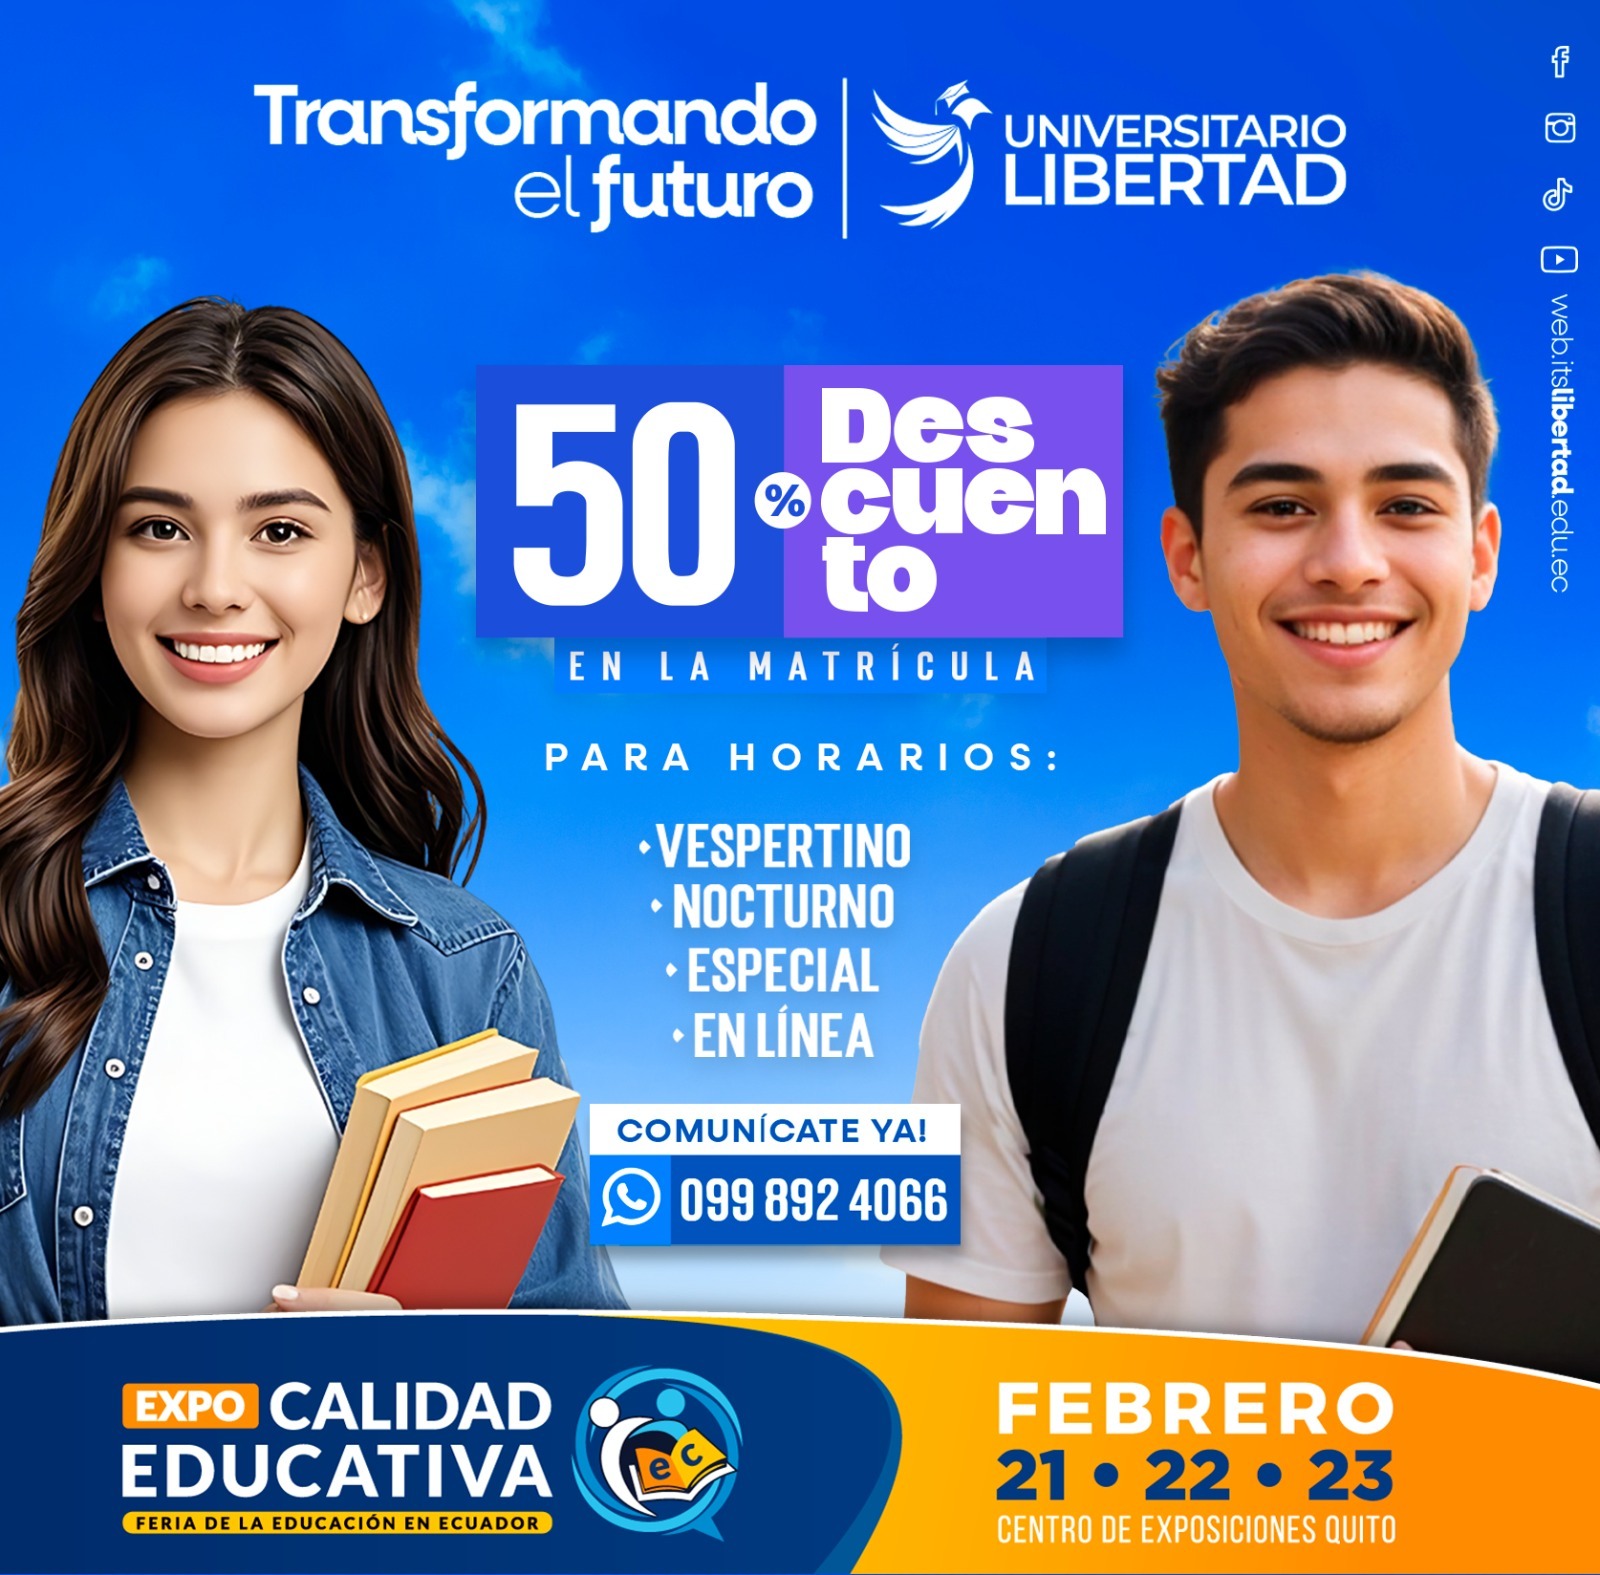 Transformando
el futuro
UNIVERSITARIO
LIBERTAD
web.itslibertad.edu.ec
50%
Des
cuen
to
EN LA MATRÍCULA
PARA HORARIOS:
• VESPERTINO
• NOCTURNO
• ESPECIAL
• EN LÍNEA
COMUNÍCATE YA!
099 892 4066
EXPO CALIDAD
EDUCATIVA
FERIA DE LA EDUCACIÓN EN ECUADOR
ec
FEBRERO
21 • 22 • 23
CENTRO DE EXPOSICIONES QUITO